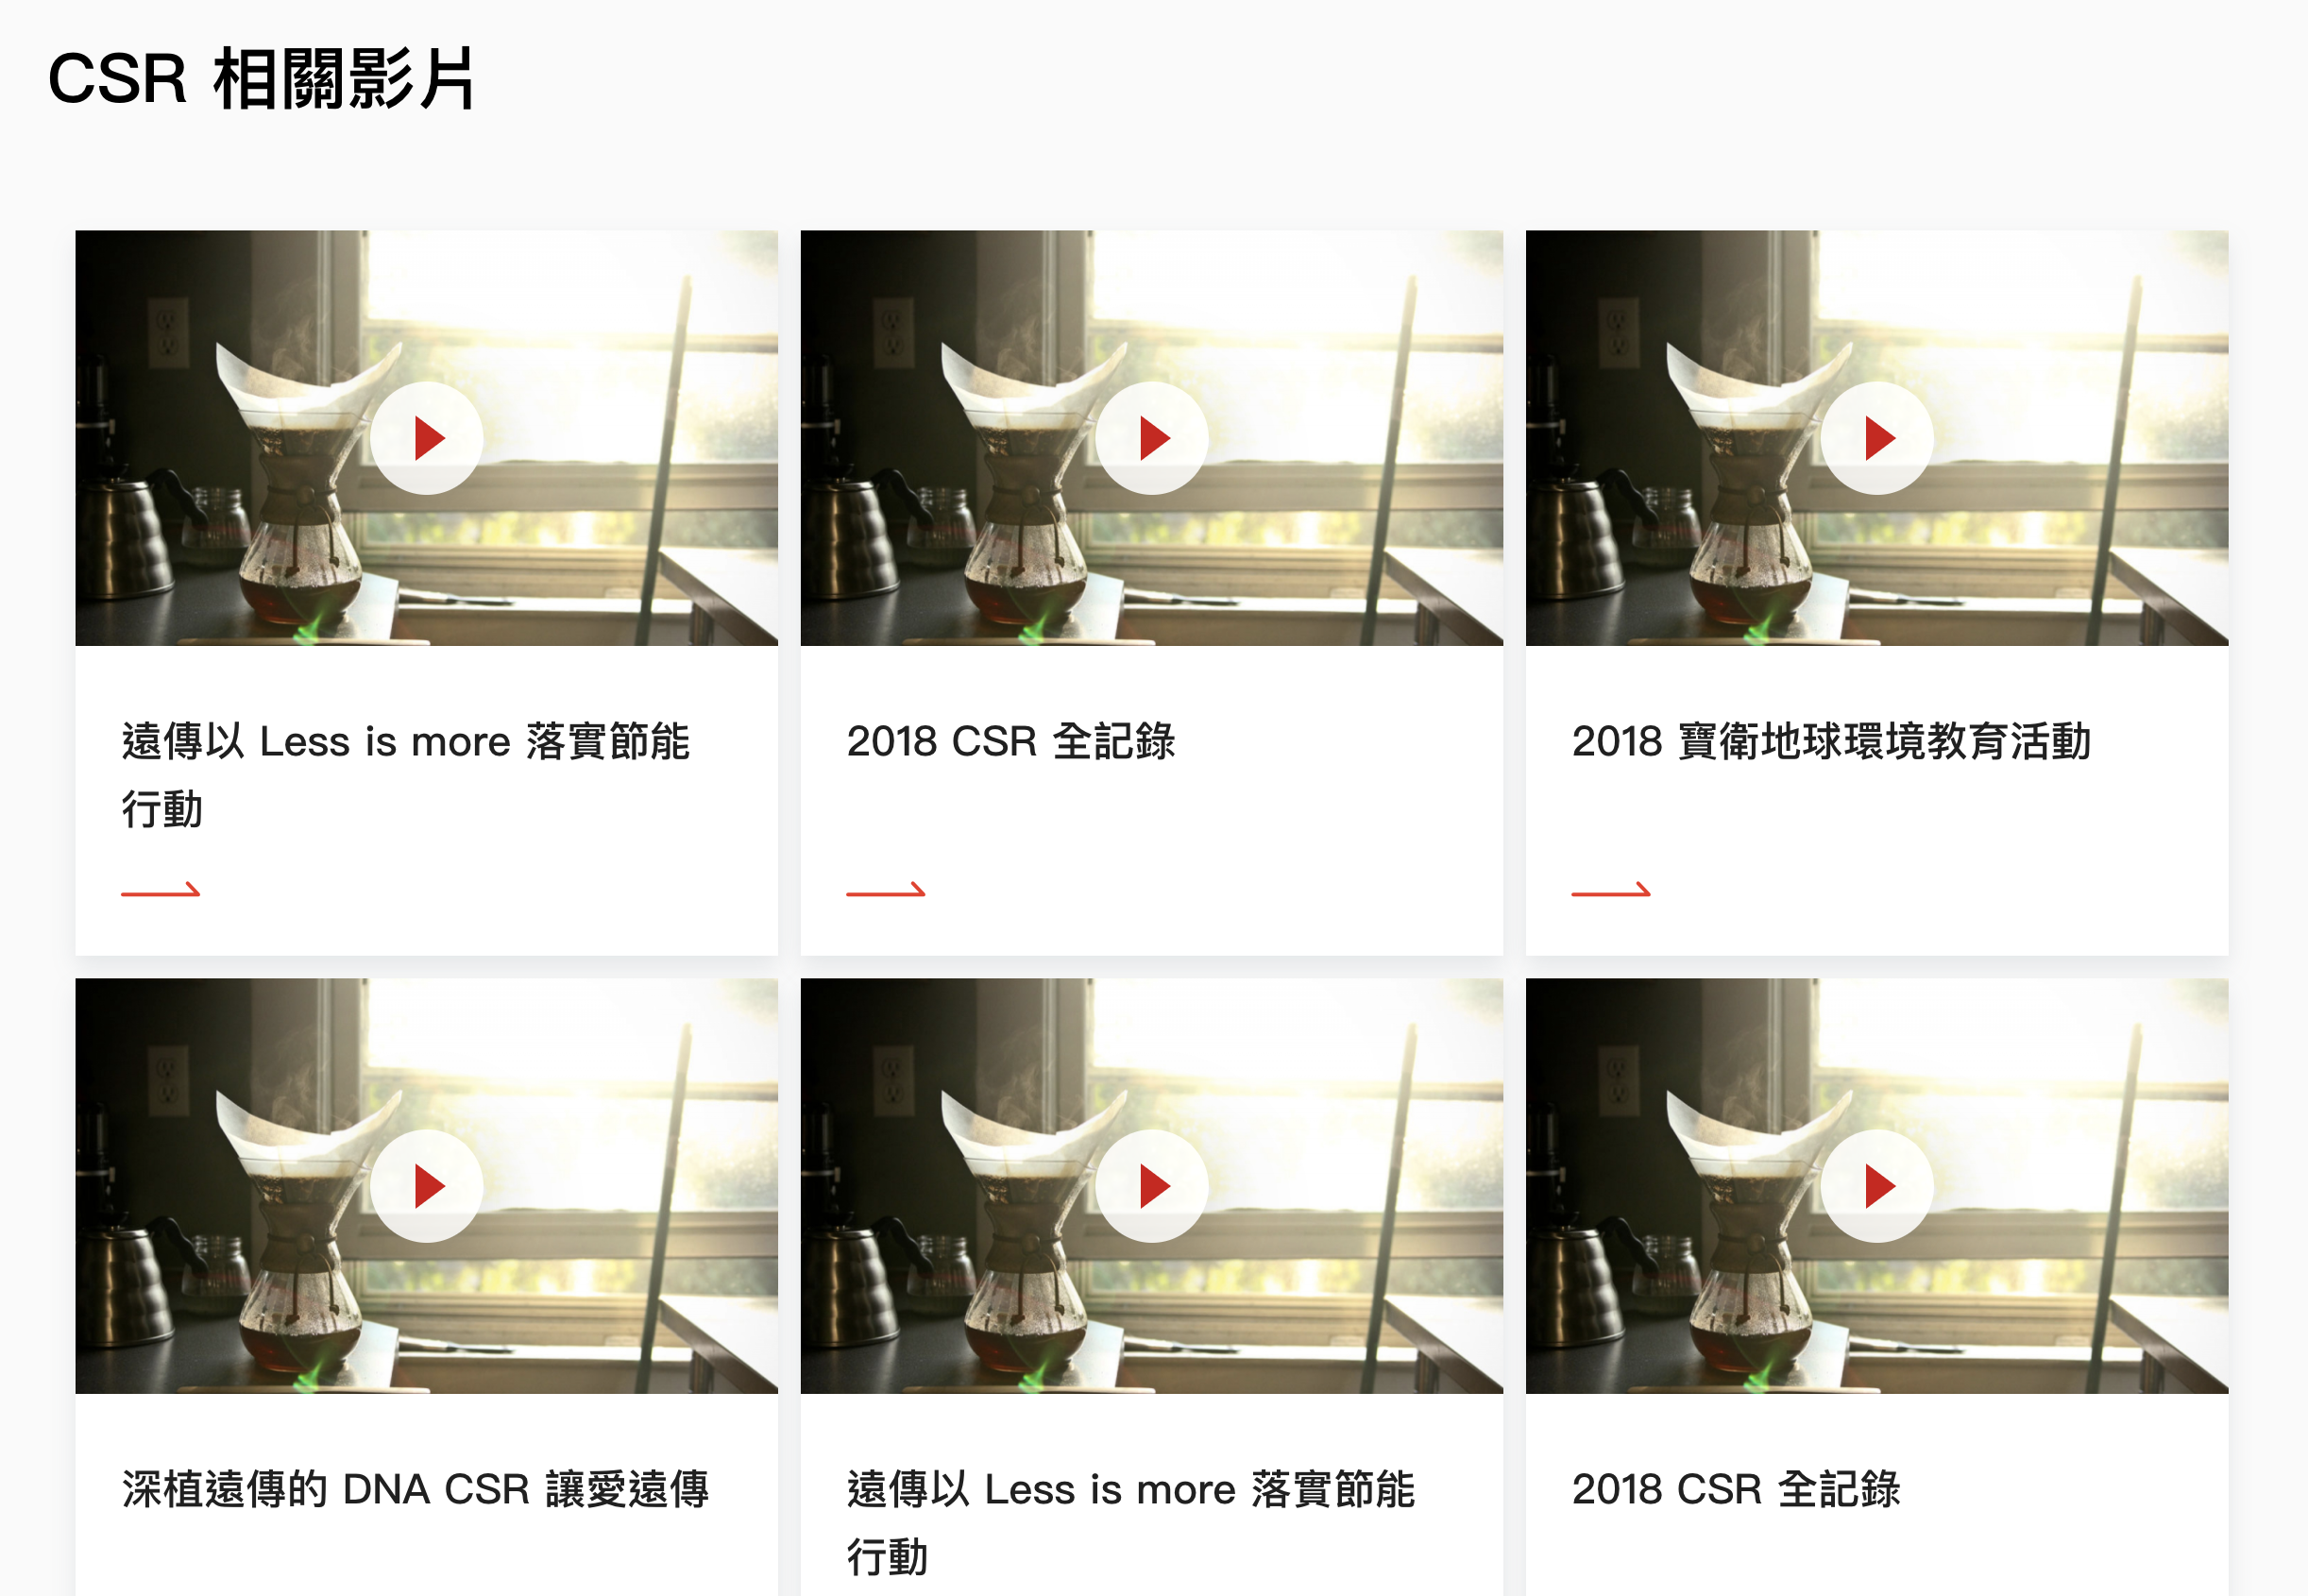 CSR 相關影片
遠傳以 Less is more 落實節能
行動
2018 CSR 全記錄
2018 寶衛地球環境教育活動
深植遠傳的 DNA CSR 讓愛遠傳
遠傳以 Less is more 落實節能
行動
2018 CSR 全記錄